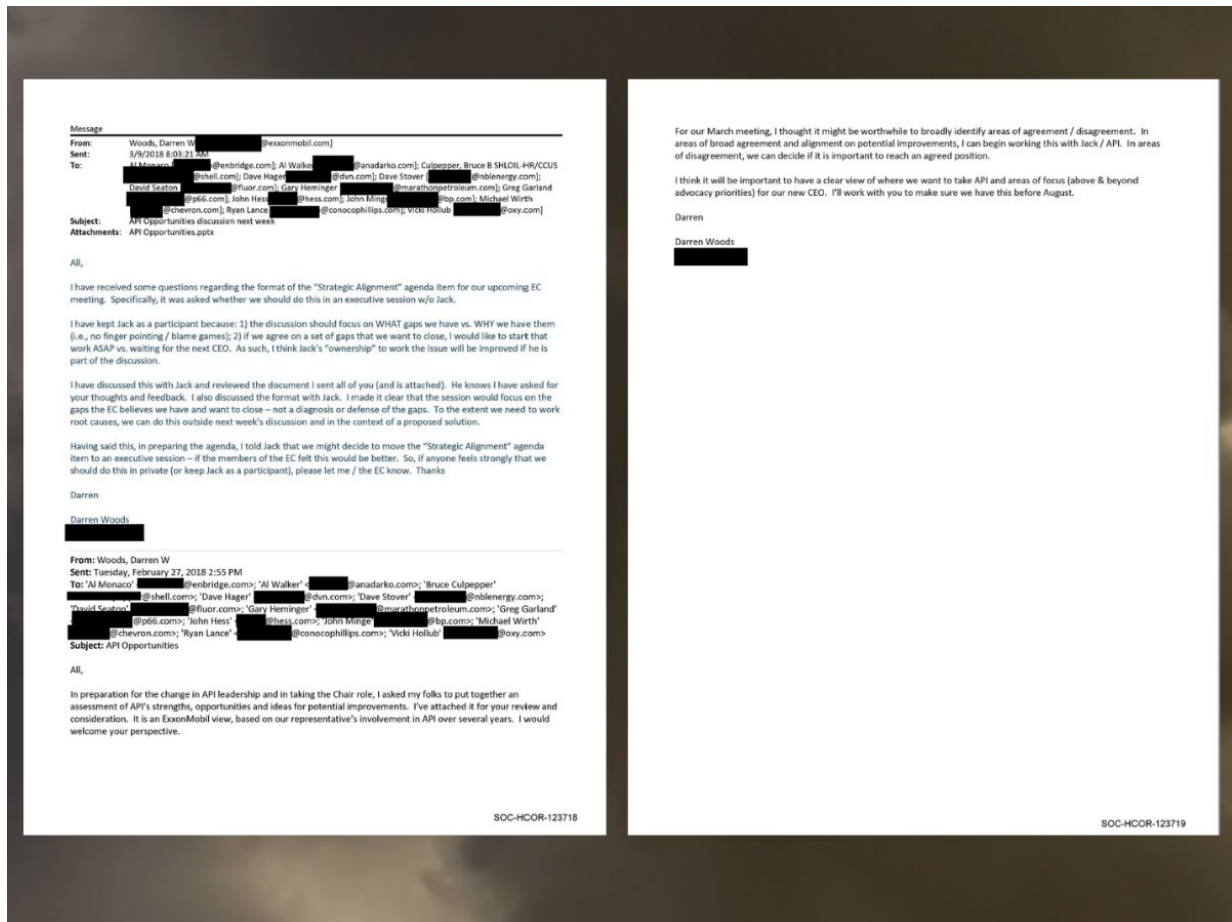 Message
From: Woods, Darren W @exxonmobil.com]
Sent: 3/9/2018 8:03:21 AM
To: Al Monaco [ @enbridge.com]; Al Walker @anadarko.com]; Culpepper, Bruce B SHLOIL-HR/CCUS
@shell.com]; Dave Hager @dvn.com]; Dave Stover [ @nblenergy.com];
David Seaton @fluor.com]; Gary Heminger @marathonpetroleum.com]; Greg Garland
@p66.com]; John Hess @hess.com]; John Minge @bp.com]; Michael Wirth
@chevron.com]; Ryan Lance @conocophillips.com]; Vicki Hollub @oxy.com]
Subject: API Opportunities discussion next week
Attachments: API Opportunities.pptx
All,
I have received some questions regarding the format of the “Strategic Alignment” agenda item for our upcoming EC
meeting. Specifically, it was asked whether we should do this in an executive session w/o Jack.
I have kept Jack as a participant because: 1) the discussion should focus on WHAT gaps we have vs. WHY we have them
(i.e., no finger pointing / blame games); 2) if we agree on a set of gaps that we want to close, I would like to start that
work ASAP vs. waiting for the next CEO. As such, I think Jack's “ownership” to work the issue will be improved if he is
part of the discussion.
I have discussed this with Jack and reviewed the document I sent all of you (and is attached). He knows I have asked for
your thoughts and feedback. I also discussed the format with Jack. I made it clear that the session would focus on the
gaps the EC believes we have and want to close – not a diagnosis or defense of the gaps. To the extent we need to work
root causes, we can do this outside next week's discussion and in the context of a proposed solution.
Having said this, in preparing the agenda, I told Jack that we might decide to move the “Strategic Alignment” agenda
item to an executive session – if the members of the EC felt this would be better. So, if anyone feels strongly that we
should do this in private (or keep Jack as a participant), please let me / the EC know. Thanks
Darren
Darren Woods
From: Woods, Darren W
Sent: Tuesday, February 27, 2018 2:55 PM
To: 'Al Monaco' @enbridge.com>; 'Al Walker' < @anadarko.com>; 'Bruce Culpepper'
@shell.com>; 'Dave Hager' @dvn.com>; 'Dave Stover' @nblenergy.com>;
'David Seaton' @fluor.com>; 'Gary Heminger' @marathonpetroleum.com>; 'Greg Garland'
@p66.com>; 'John Hess' @hess.com>; 'John Minge' @bp.com>; 'Michael Wirth'
@chevron.com>; 'Ryan Lance' @conocophillips.com>; 'Vicki Hollub' @oxy.com>
Subject: API Opportunities
All,
In preparation for the change in API leadership and in taking the Chair role, I asked my folks to put together an
assessment of API's strengths, opportunities and ideas for potential improvements. I've attached it for your review and
consideration. It is an ExxonMobil view, based on our representative's involvement in API over several years. I would
welcome your perspective.
SOC-HCOR-123718
For our March meeting, I thought it might be worthwhile to broadly identify areas of agreement / disagreement. In
areas of broad agreement and alignment on potential improvements, I can begin working this with Jack / API. In areas
of disagreement, we can decide if it is important to reach an agreed position.
I think it will be important to have a clear view of where we want to take API and areas of focus (above & beyond
advocacy priorities) for our new CEO. I'll work with you to make sure we have this before August.
Darren
Darren Woods
SOC-HCOR-123719